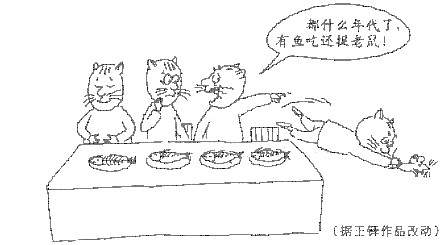 都什么年代了，
有鱼吃还捉老鼠！
（据王铎作品改动）